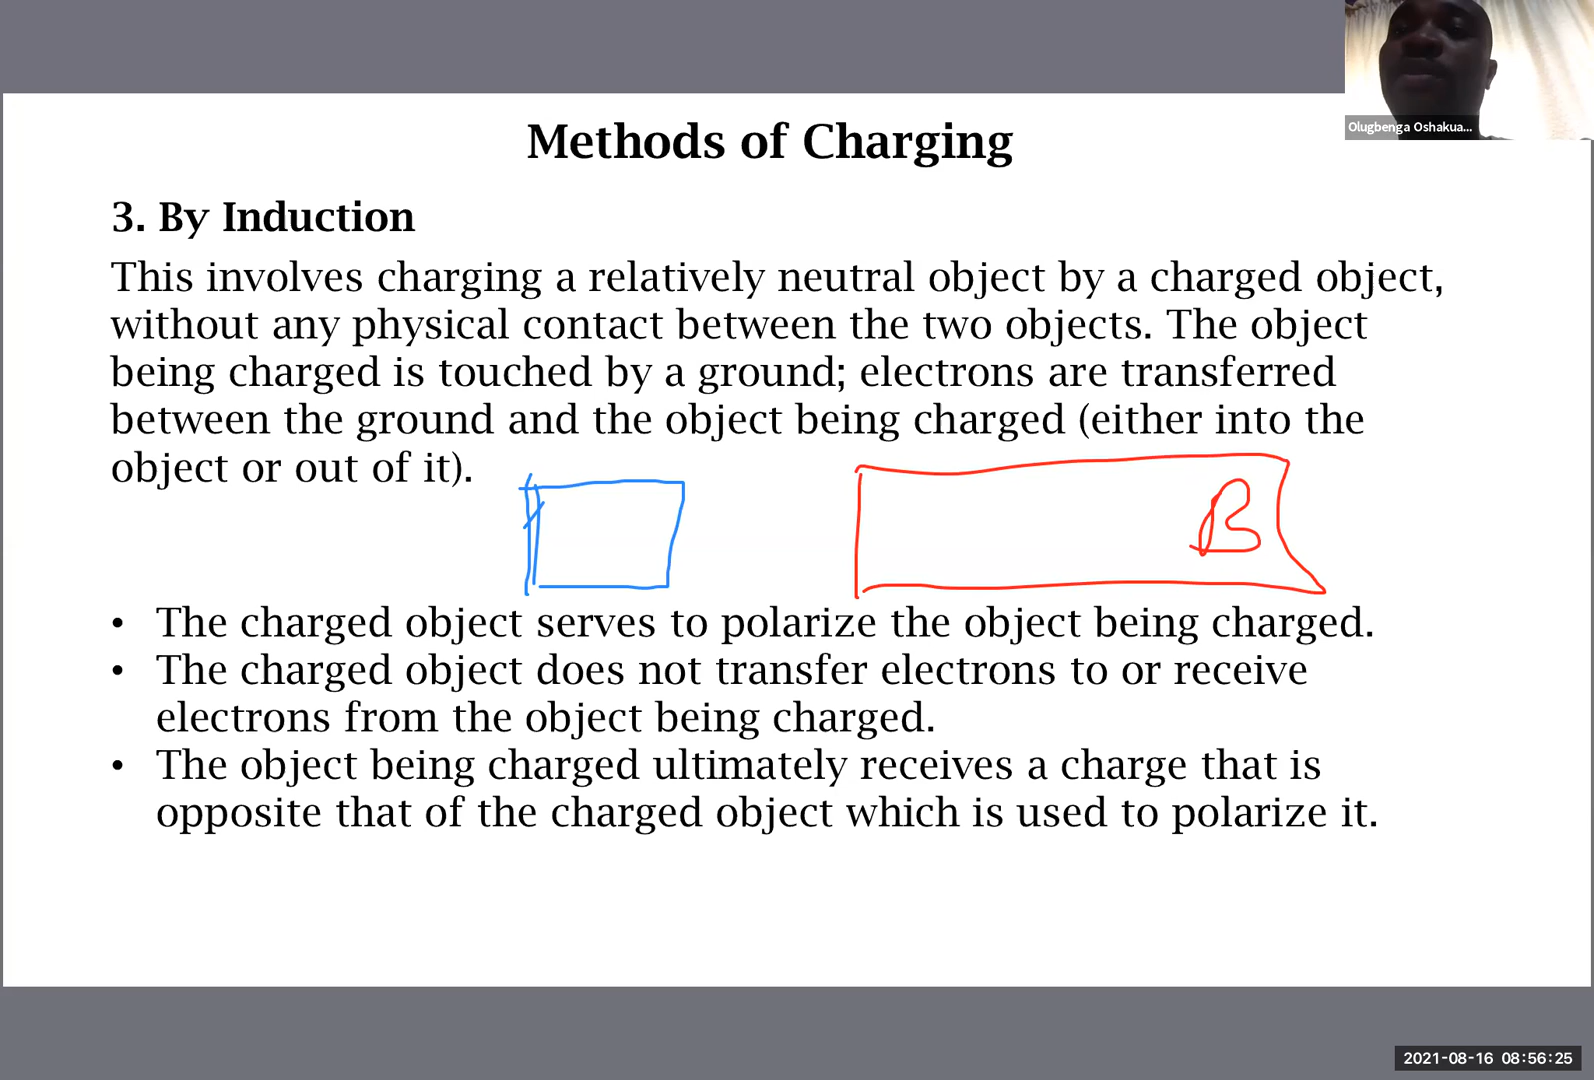 Olugbenga Oshakua...
Methods of Charging
3. By Induction
This involves charging a relatively neutral object by a charged object,
without any physical contact between the two objects. The object
being charged is touched by a ground; electrons are transferred
between the ground and the object being charged (either into the
object or out of it).
B
• The charged object serves to polarize the object being charged.
• The charged object does not transfer electrons to or receive
electrons from the object being charged.
• The object being charged ultimately receives a charge that is
opposite that of the charged object which is used to polarize it.
2021-08-16 08:56:25